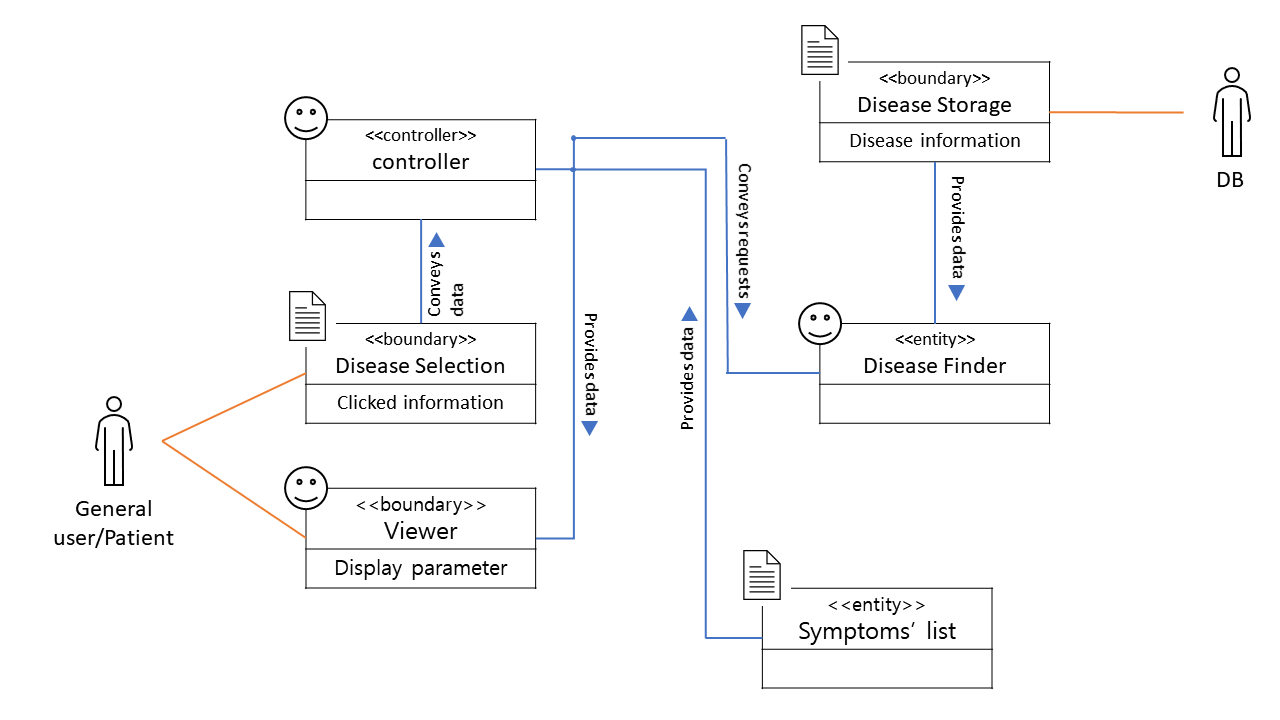 <<boundary>>
Disease Storage
Disease information
DB
<<controller>>
controller
Conveys requests
Provides data
Conveys
data
<<boundary>>
Disease Selection
Clicked information
Provides data
Provides data
<<entity>>
Disease Finder
General
user/Patient
<<boundary>>
Viewer
Display parameter
<<entity>>
Symptoms’ list